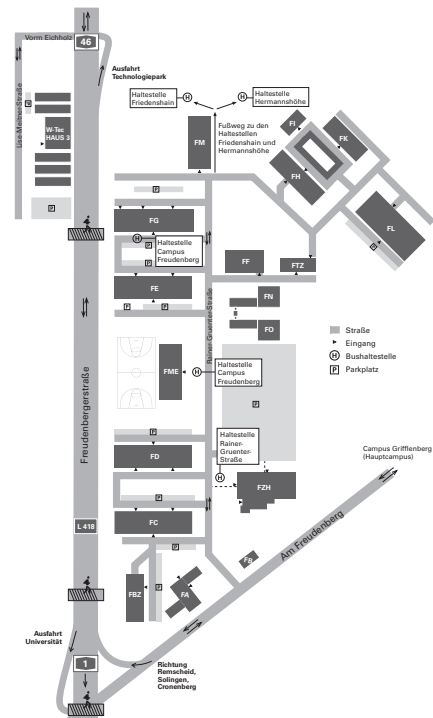 Vorm Eichholz
46
Ausfahrt
Technologiepark
Lise-Meitner-Straße
P
W-Tec
HAUS 3
P
Haltestelle
Friedenshain
H
H
Haltestelle
Hermannshöhe
Fußweg zu den
Haltestellen
Friedenshain und
Hermannshöhe
FM
FI
FK
FH
FL
P
P
FG
H
P
Haltestelle
Campus
Freudenberg
P
FE
P
P
FF
FTZ
FN
FO
Rainer-Gruenter-Straße
Straße
Eingang
H Bushaltestelle
P Parkplatz
Freudenbergerstraße
FME
H
Haltestelle
Campus
Freudenberg
P
P
FD
Haltestelle
Rainer-
Gruenter-
Straße
H
FZH
Campus Grifflenberg
(Hauptcampus)
P
FC
L 418
P
FBZ
P
FA
FB
Am Freudenberg
Ausfahrt
Universität
1
Richtung
Remscheid,
Solingen,
Cronenberg